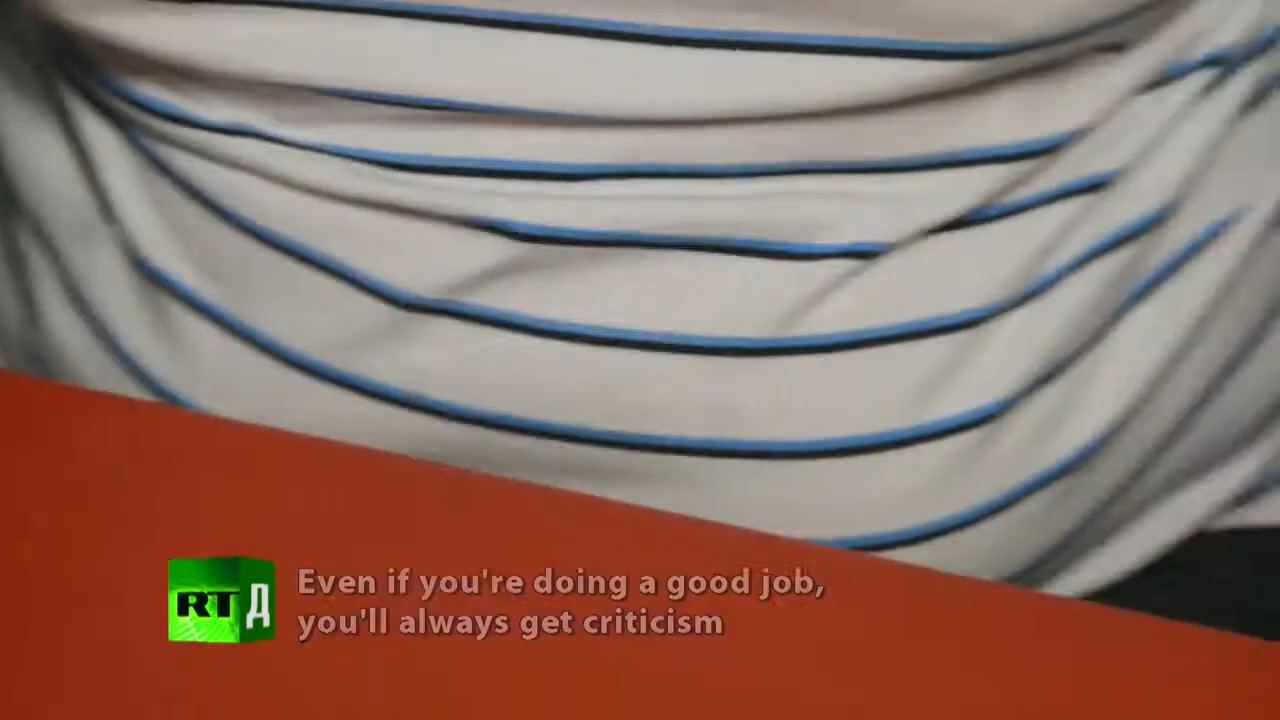 RT Д
Even if you're doing a good job,
you'll always get criticism